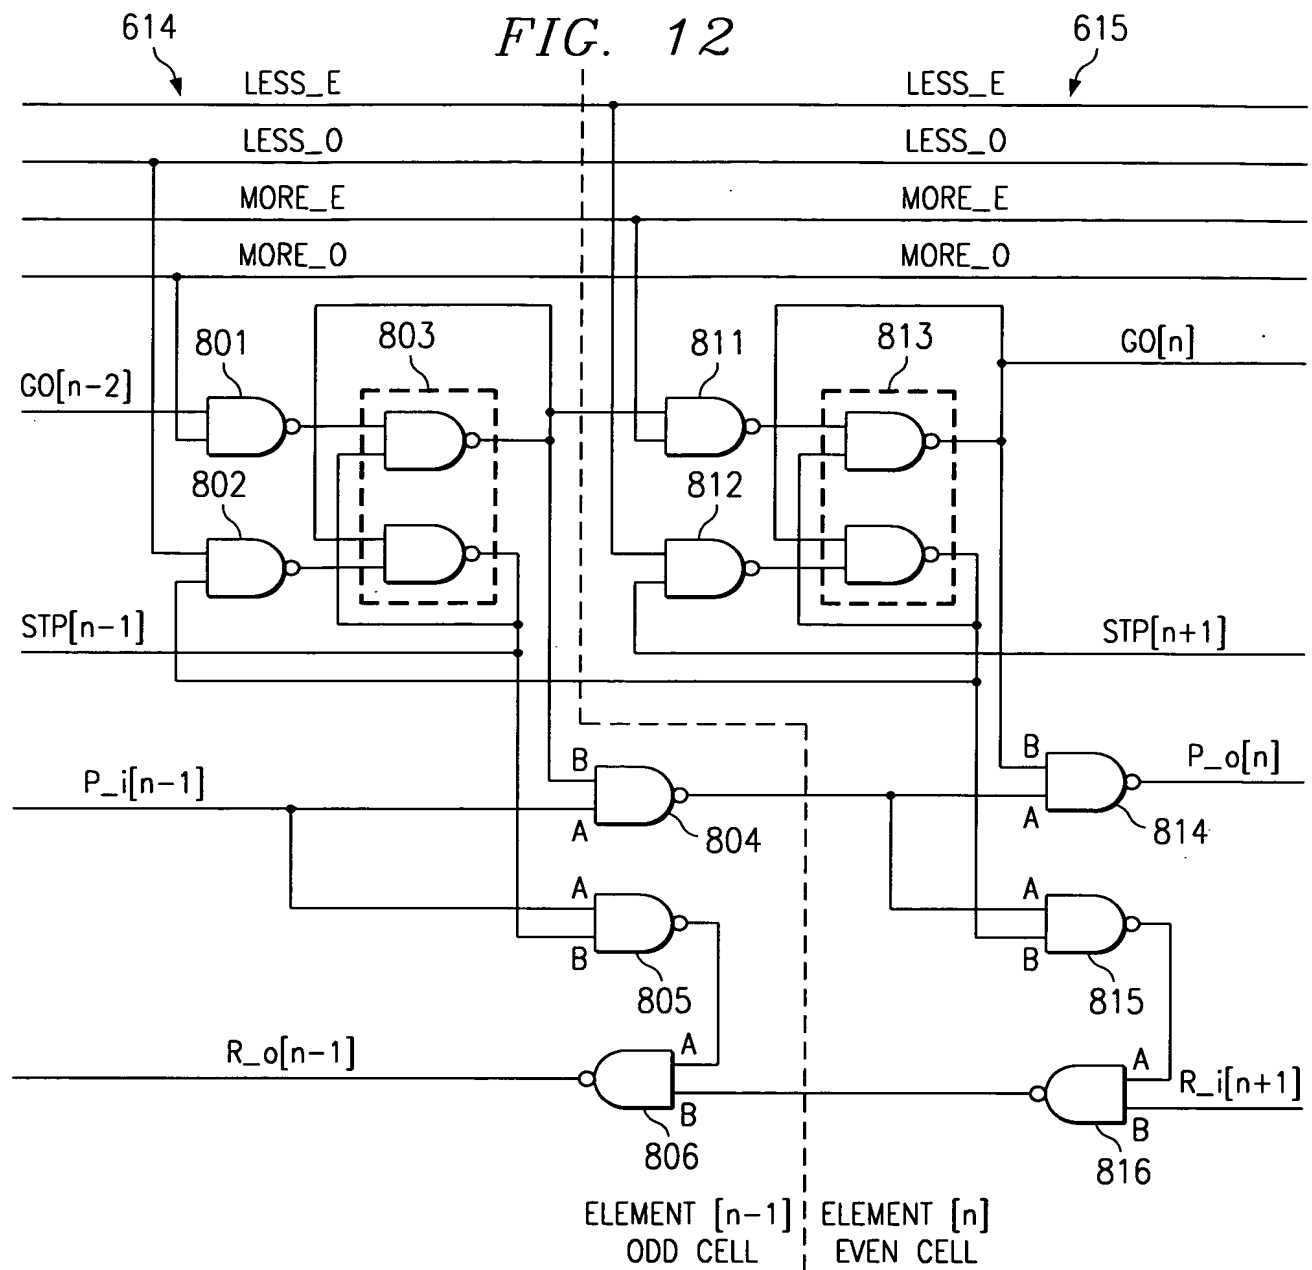 614
FIG. 12
615
LESS_E
LESS_E
LESS_O
LESS_O
MORE_E
MORE_E
MORE_O
MORE_O
801
803
811
813
GO[n]
GO[n-2]
802
812
STP[n-1]
STP[n+1]
P_i[n-1]
B
A
804
B
A
814
P_o[n]
A
B
805
A
B
815
R_o[n-1]
A
B
806
A
B
816
R_i[n+1]
ELEMENT [n-1]
ODD CELL
ELEMENT [n]
EVEN CELL